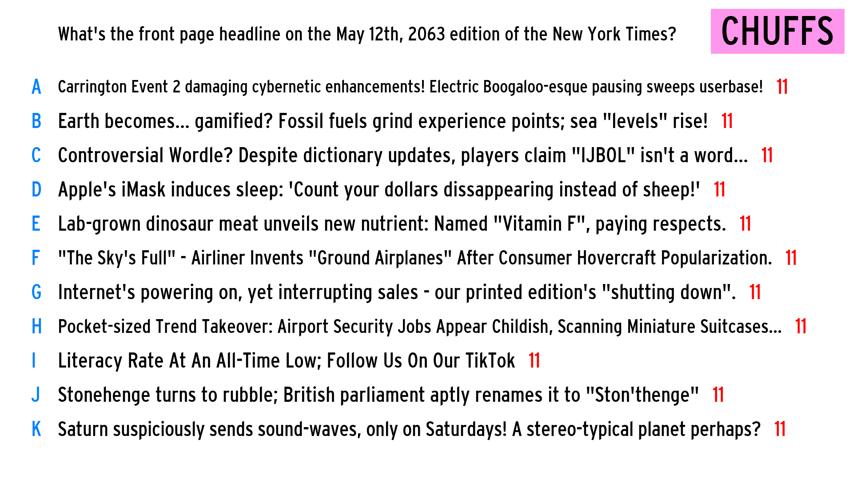 What's the front page headline on the May 12th, 2063 edition of the New York Times?
CHUFFS
A Carrington Event 2 damaging cybernetic enhancements! Electric Boogaloo-esque pausing sweeps userbase! 11
B Earth becomes... gamified? Fossil fuels grind experience points; sea "levels" rise! 11
C Controversial Wordle? Despite dictionary updates, players claim "IJBOL" isn't a word... 11
D Apple's iMask induces sleep: 'Count your dollars dissappearing instead of sheep!' 11
E Lab-grown dinosaur meat unveils new nutrient: Named "Vitamin F", paying respects. 11
F "The Sky's Full" - Airliner Invents "Ground Airplanes" After Consumer Hovercraft Popularization. 11
G Internet's powering on, yet interrupting sales - our printed edition's "shutting down". 11
H Pocket-sized Trend Takeover: Airport Security Jobs Appear Childish, Scanning Miniature Suitcases... 11
I Literacy Rate At An All-Time Low; Follow Us On Our TikTok 11
J Stonehenge turns to rubble; British parliament aptly renames it to "Ston'thenge" 11
K Saturn suspiciously sends sound-waves, only on Saturdays! A stereo-typical planet perhaps? 11